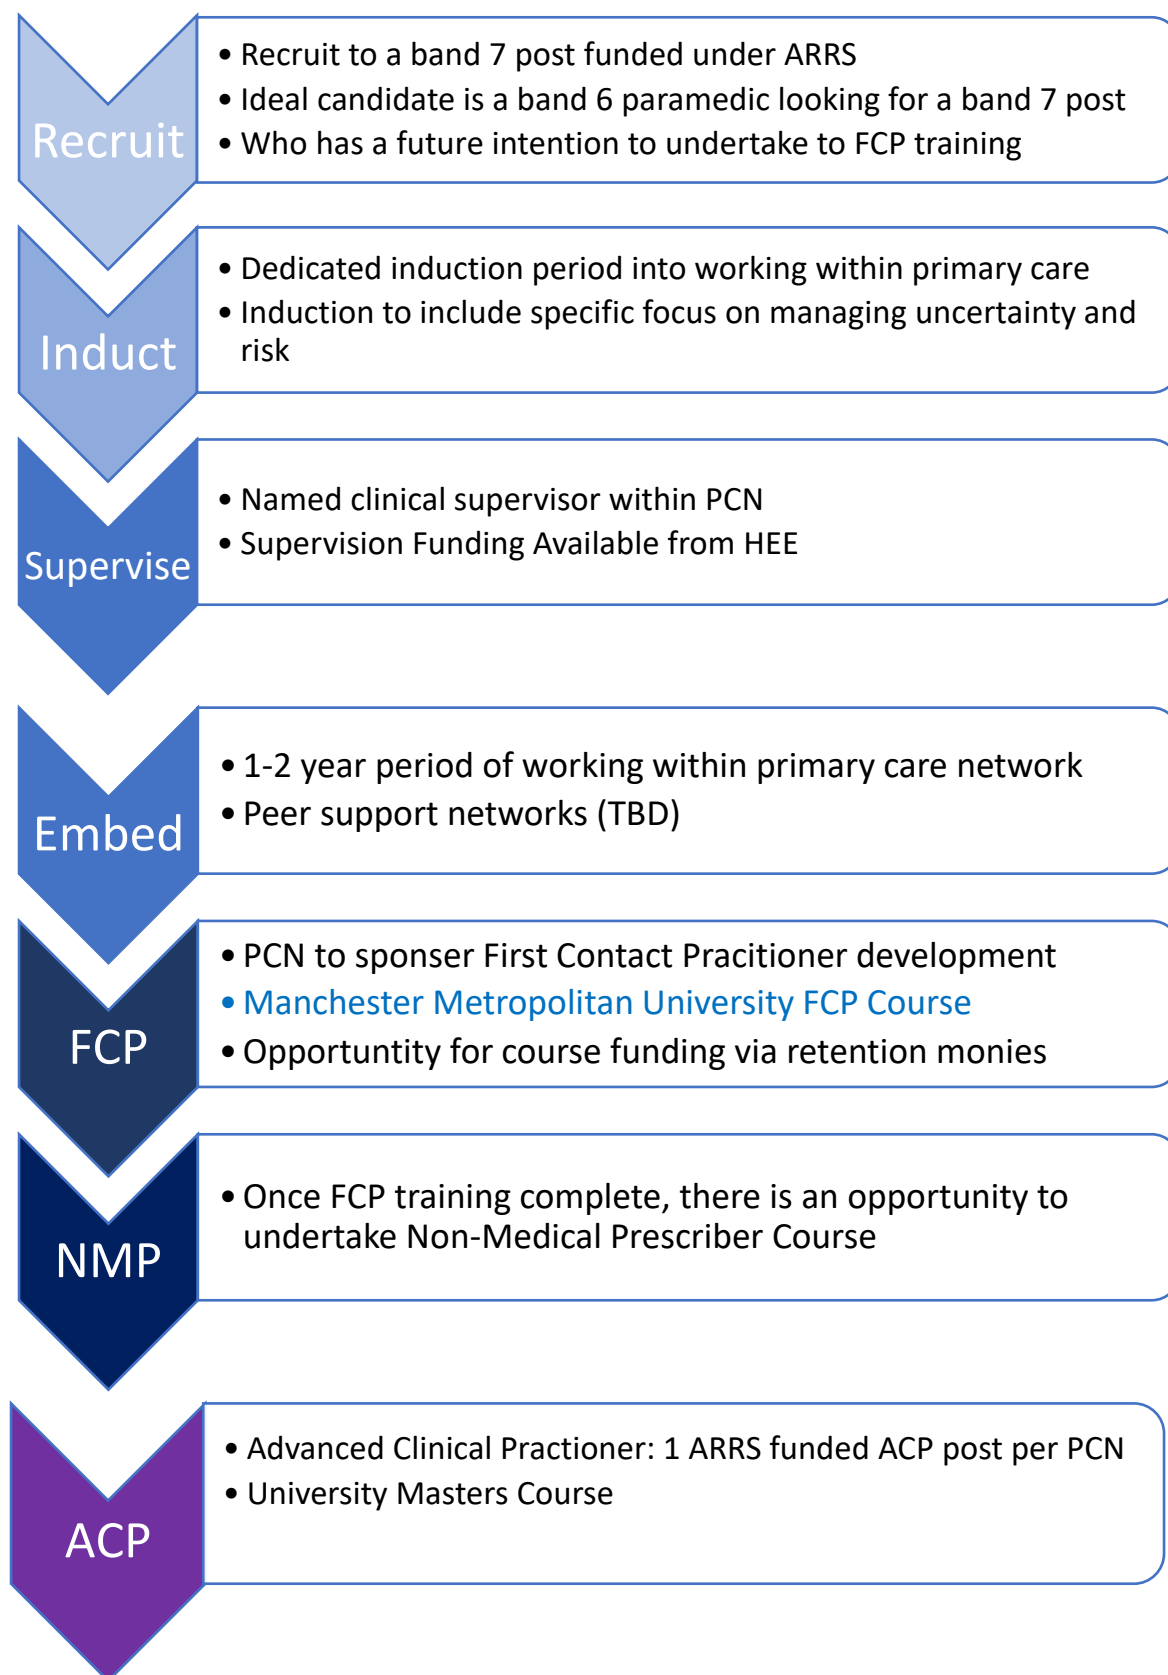 Recruit
• Recruit to a band 7 post funded under ARRS
• Ideal candidate is a band 6 paramedic looking for a band 7 post
• Who has a future intention to undertake to FCP training
Induct
• Dedicated induction period into working within primary care
• Induction to include specific focus on managing uncertainty and
risk
Supervise
• Named clinical supervisor within PCN
• Supervision Funding Available from HEE
Embed
• 1-2 year period of working within primary care network
• Peer support networks (TBD)
FCP
• PCN to sponser First Contact Practitioner development
• Manchester Metropolitan University FCP Course
• Opportuntity for course funding via retention monies
NMP
• Once FCP training complete, there is an opportunity to
undertake Non-Medical Prescriber Course
ACP
• Advanced Clinical Practioner: 1 ARRS funded ACP post per PCN
• University Masters Course